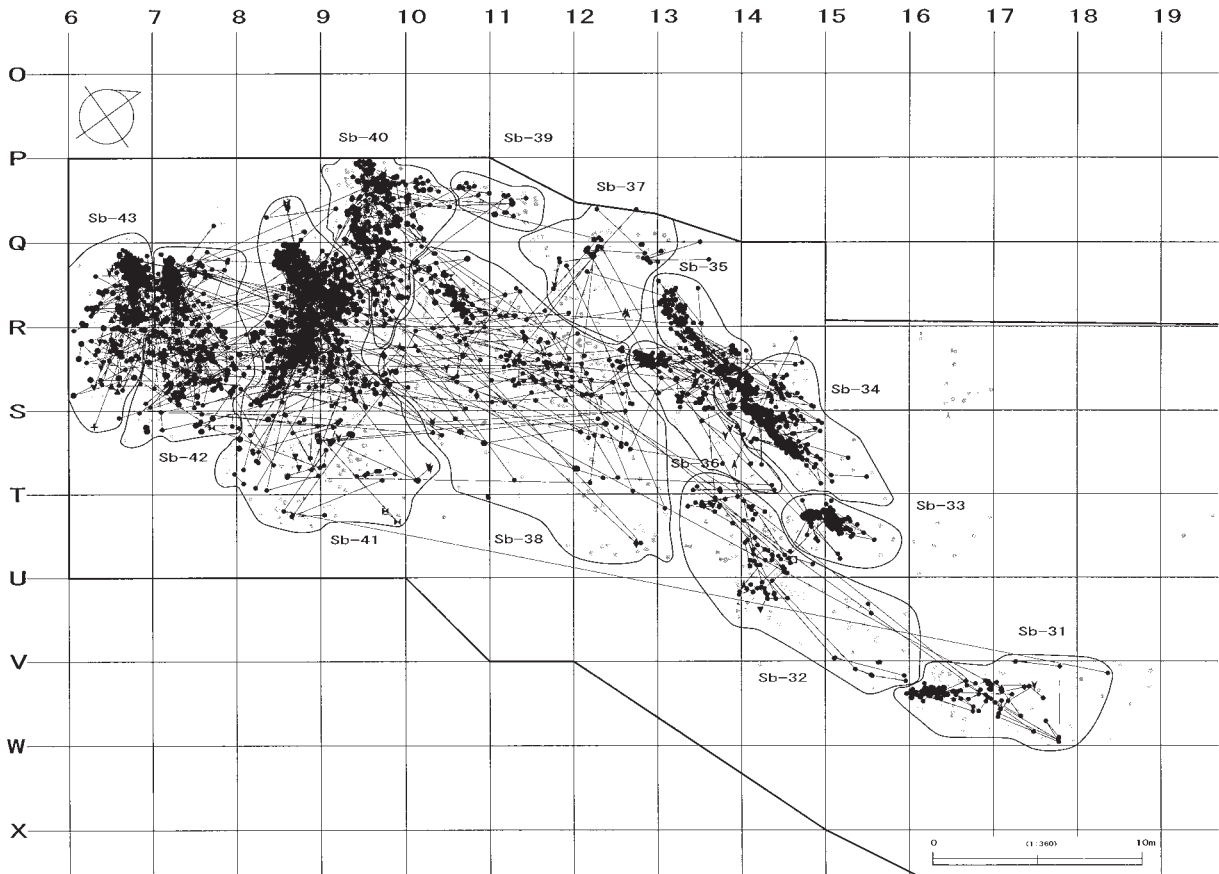 6 7 8 9 10 11 12 13 14 15 16 17 18 19
O
Sb-40 Sb-39
P
Sb-37
Sb-43
Q
Sb-35
R
Sb-34
S
Sb-42 Sb-36
T
Sb-33
Sb-41 Sb-38
U
Sb-31
V
Sb-32
W
X
0 (1:360) 10m